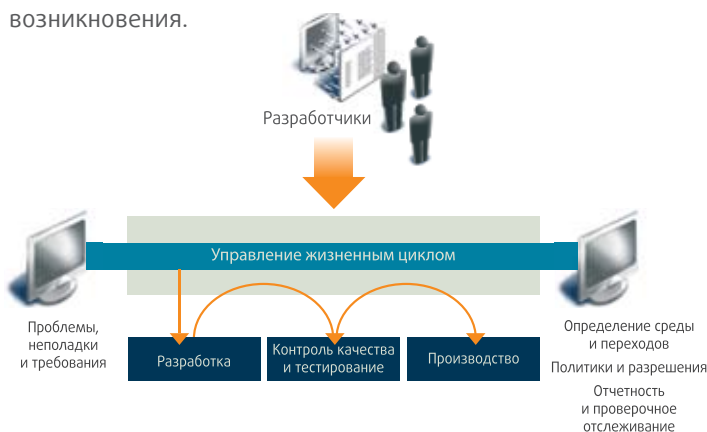 возникновения.
Разработчики
Управление жизненным циклом
Проблемы,
неполадки
и требования
Разработка
Контроль качества
и тестирование
Производство
Определение среды
и переходов
Политики и разрешения
Отчетность
и проверочное
отслеживание